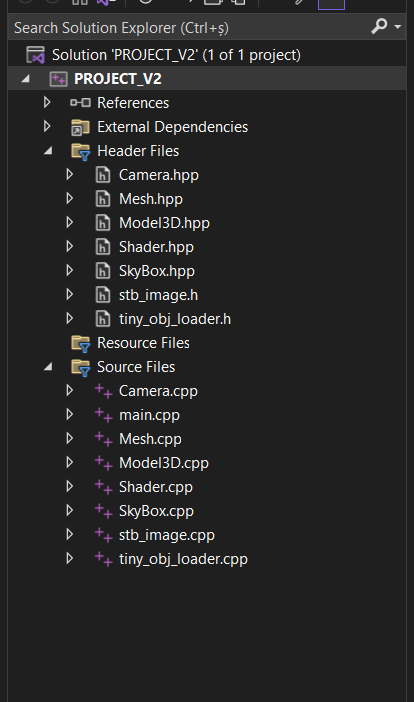 Search Solution Explorer (Ctrl+ș)
Solution 'PROJECT_V2' (1 of 1 project)
PROJECT_V2
References
External Dependencies
Header Files
Camera.hpp
Mesh.hpp
Model3D.hpp
Shader.hpp
SkyBox.hpp
stb_image.h
tiny_obj_loader.h
Resource Files
Source Files
Camera.cpp
main.cpp
Mesh.cpp
Model3D.cpp
Shader.cpp
SkyBox.cpp
stb_image.cpp
tiny_obj_loader.cpp